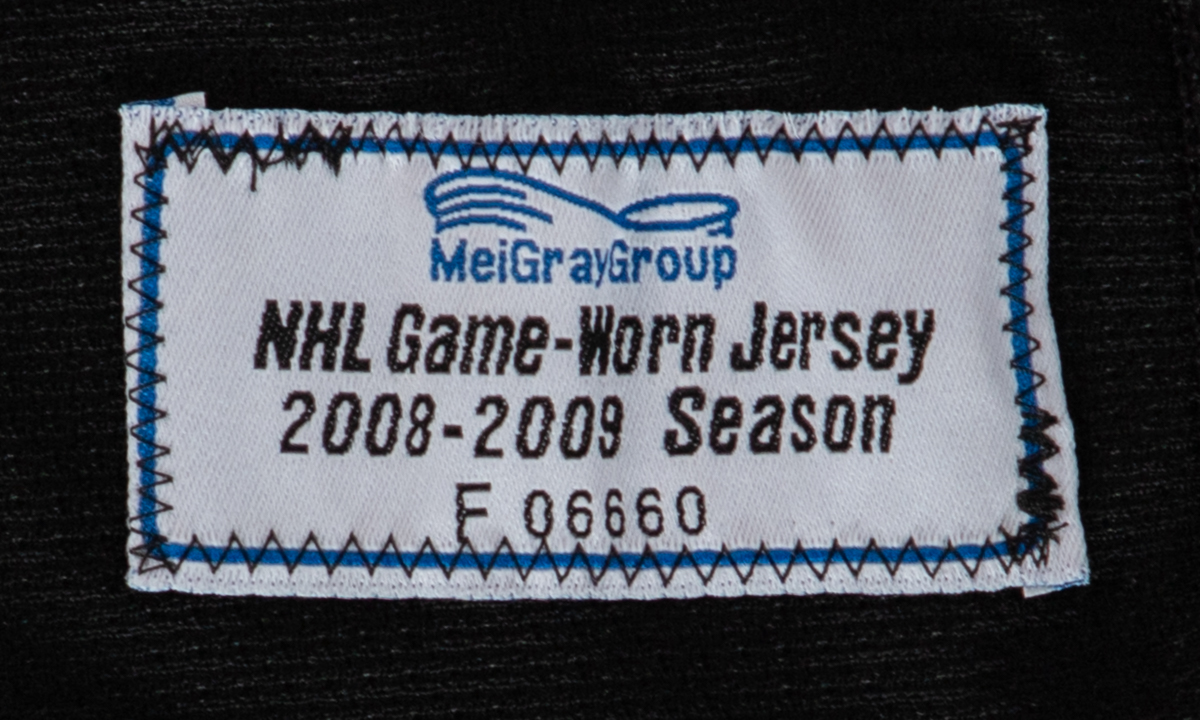 MeiGrayGroup
NHL Game-Worn Jersey
2008-2009 Season
F 06660